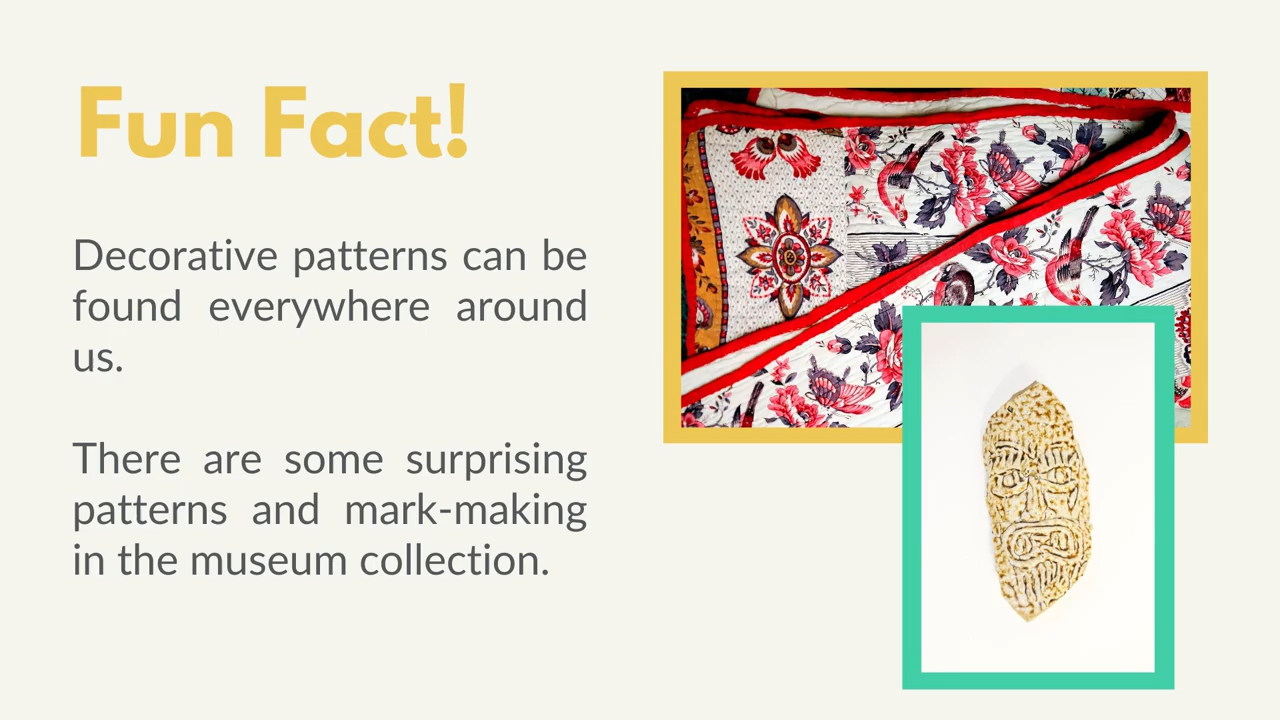 Fun Fact!
Decorative patterns can be
found everywhere around
us.
There are some surprising
patterns and mark-making
in the museum collection.